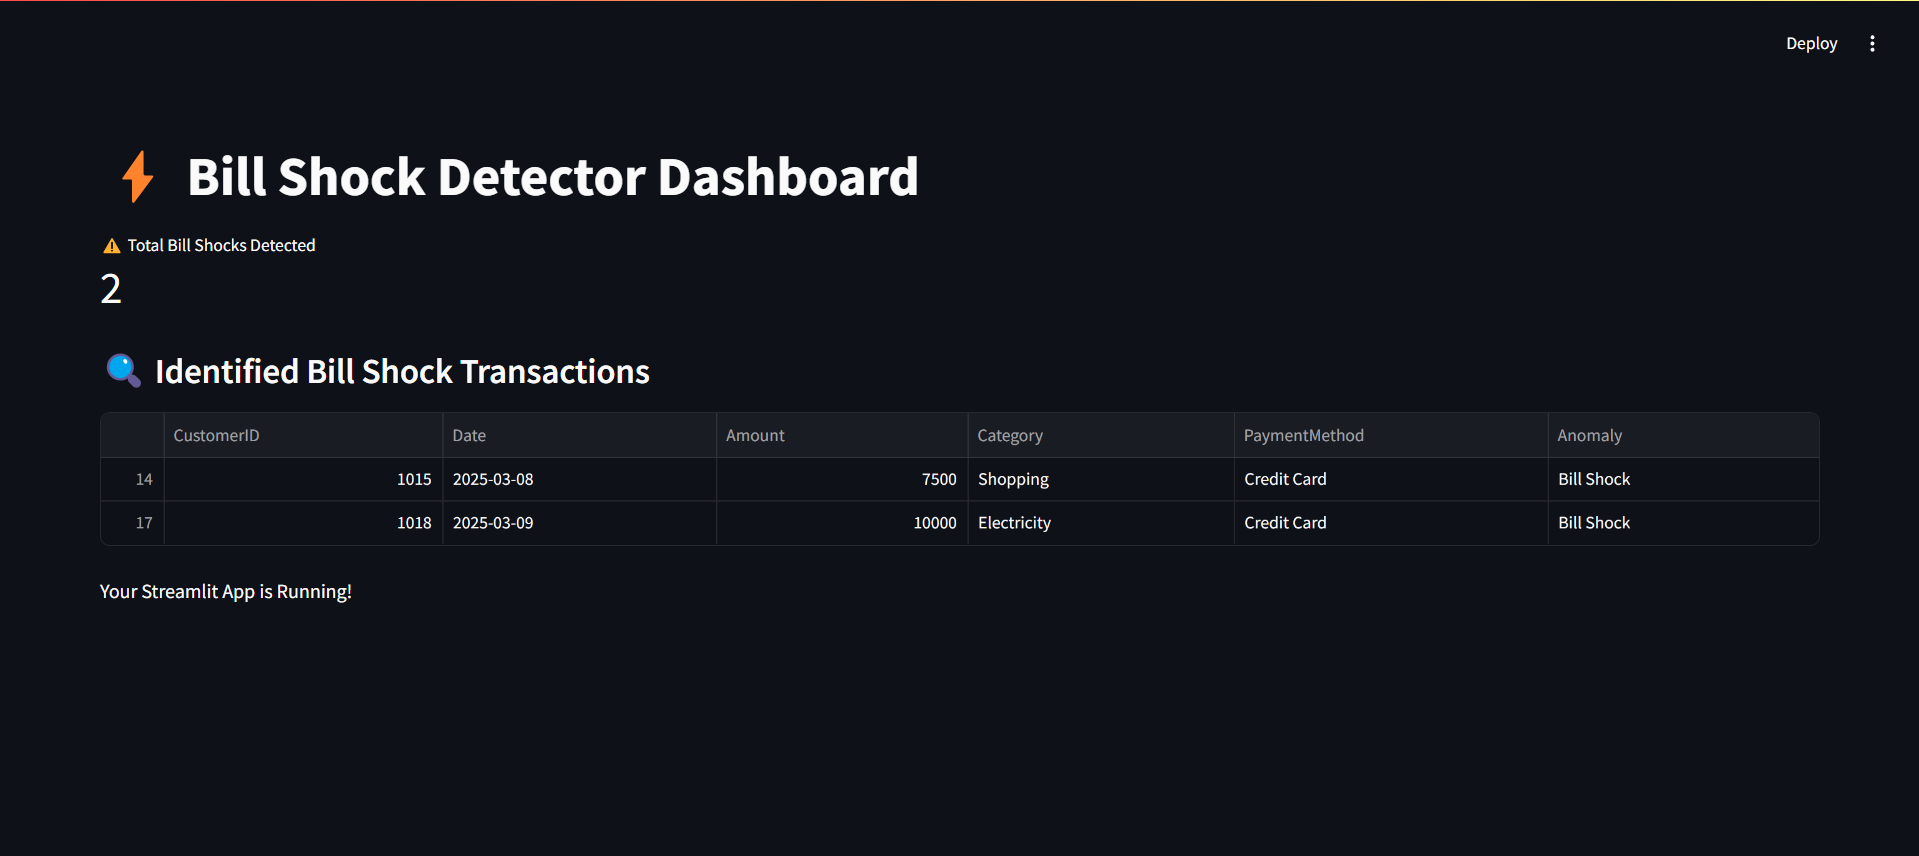 Deploy
Bill Shock Detector Dashboard
Total Bill Shocks Detected
2
Identified Bill Shock Transactions
CustomerID Date Amount Category PaymentMethod Anomaly
14 1015 2025-03-08 7500 Shopping Credit Card Bill Shock
17 1018 2025-03-09 10000 Electricity Credit Card Bill Shock
Your Streamlit App is Running!